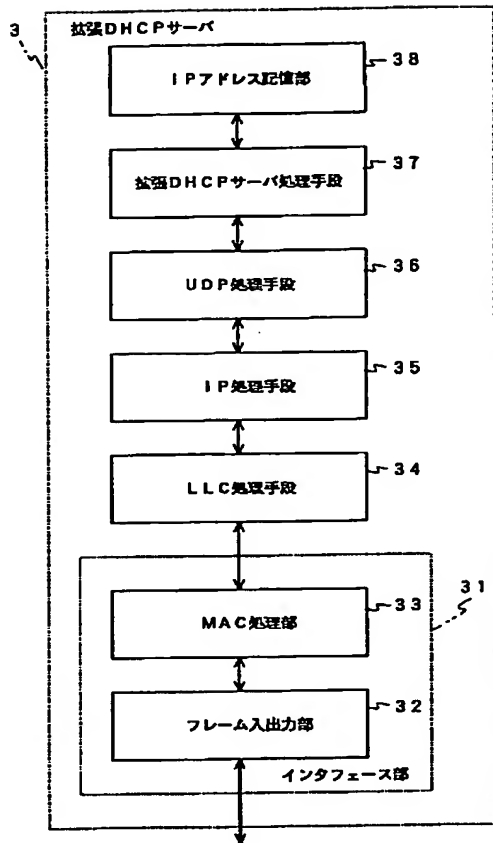 3
拡張DHCPサーバ
38
IPアドレス記憶部
37
拡張DHCPサーバ処理手段
36
UDP処理手段
35
IP処理手段
34
LLC処理手段
31
33
MAC処理部
32
フレーム入出力部
インタフェース部